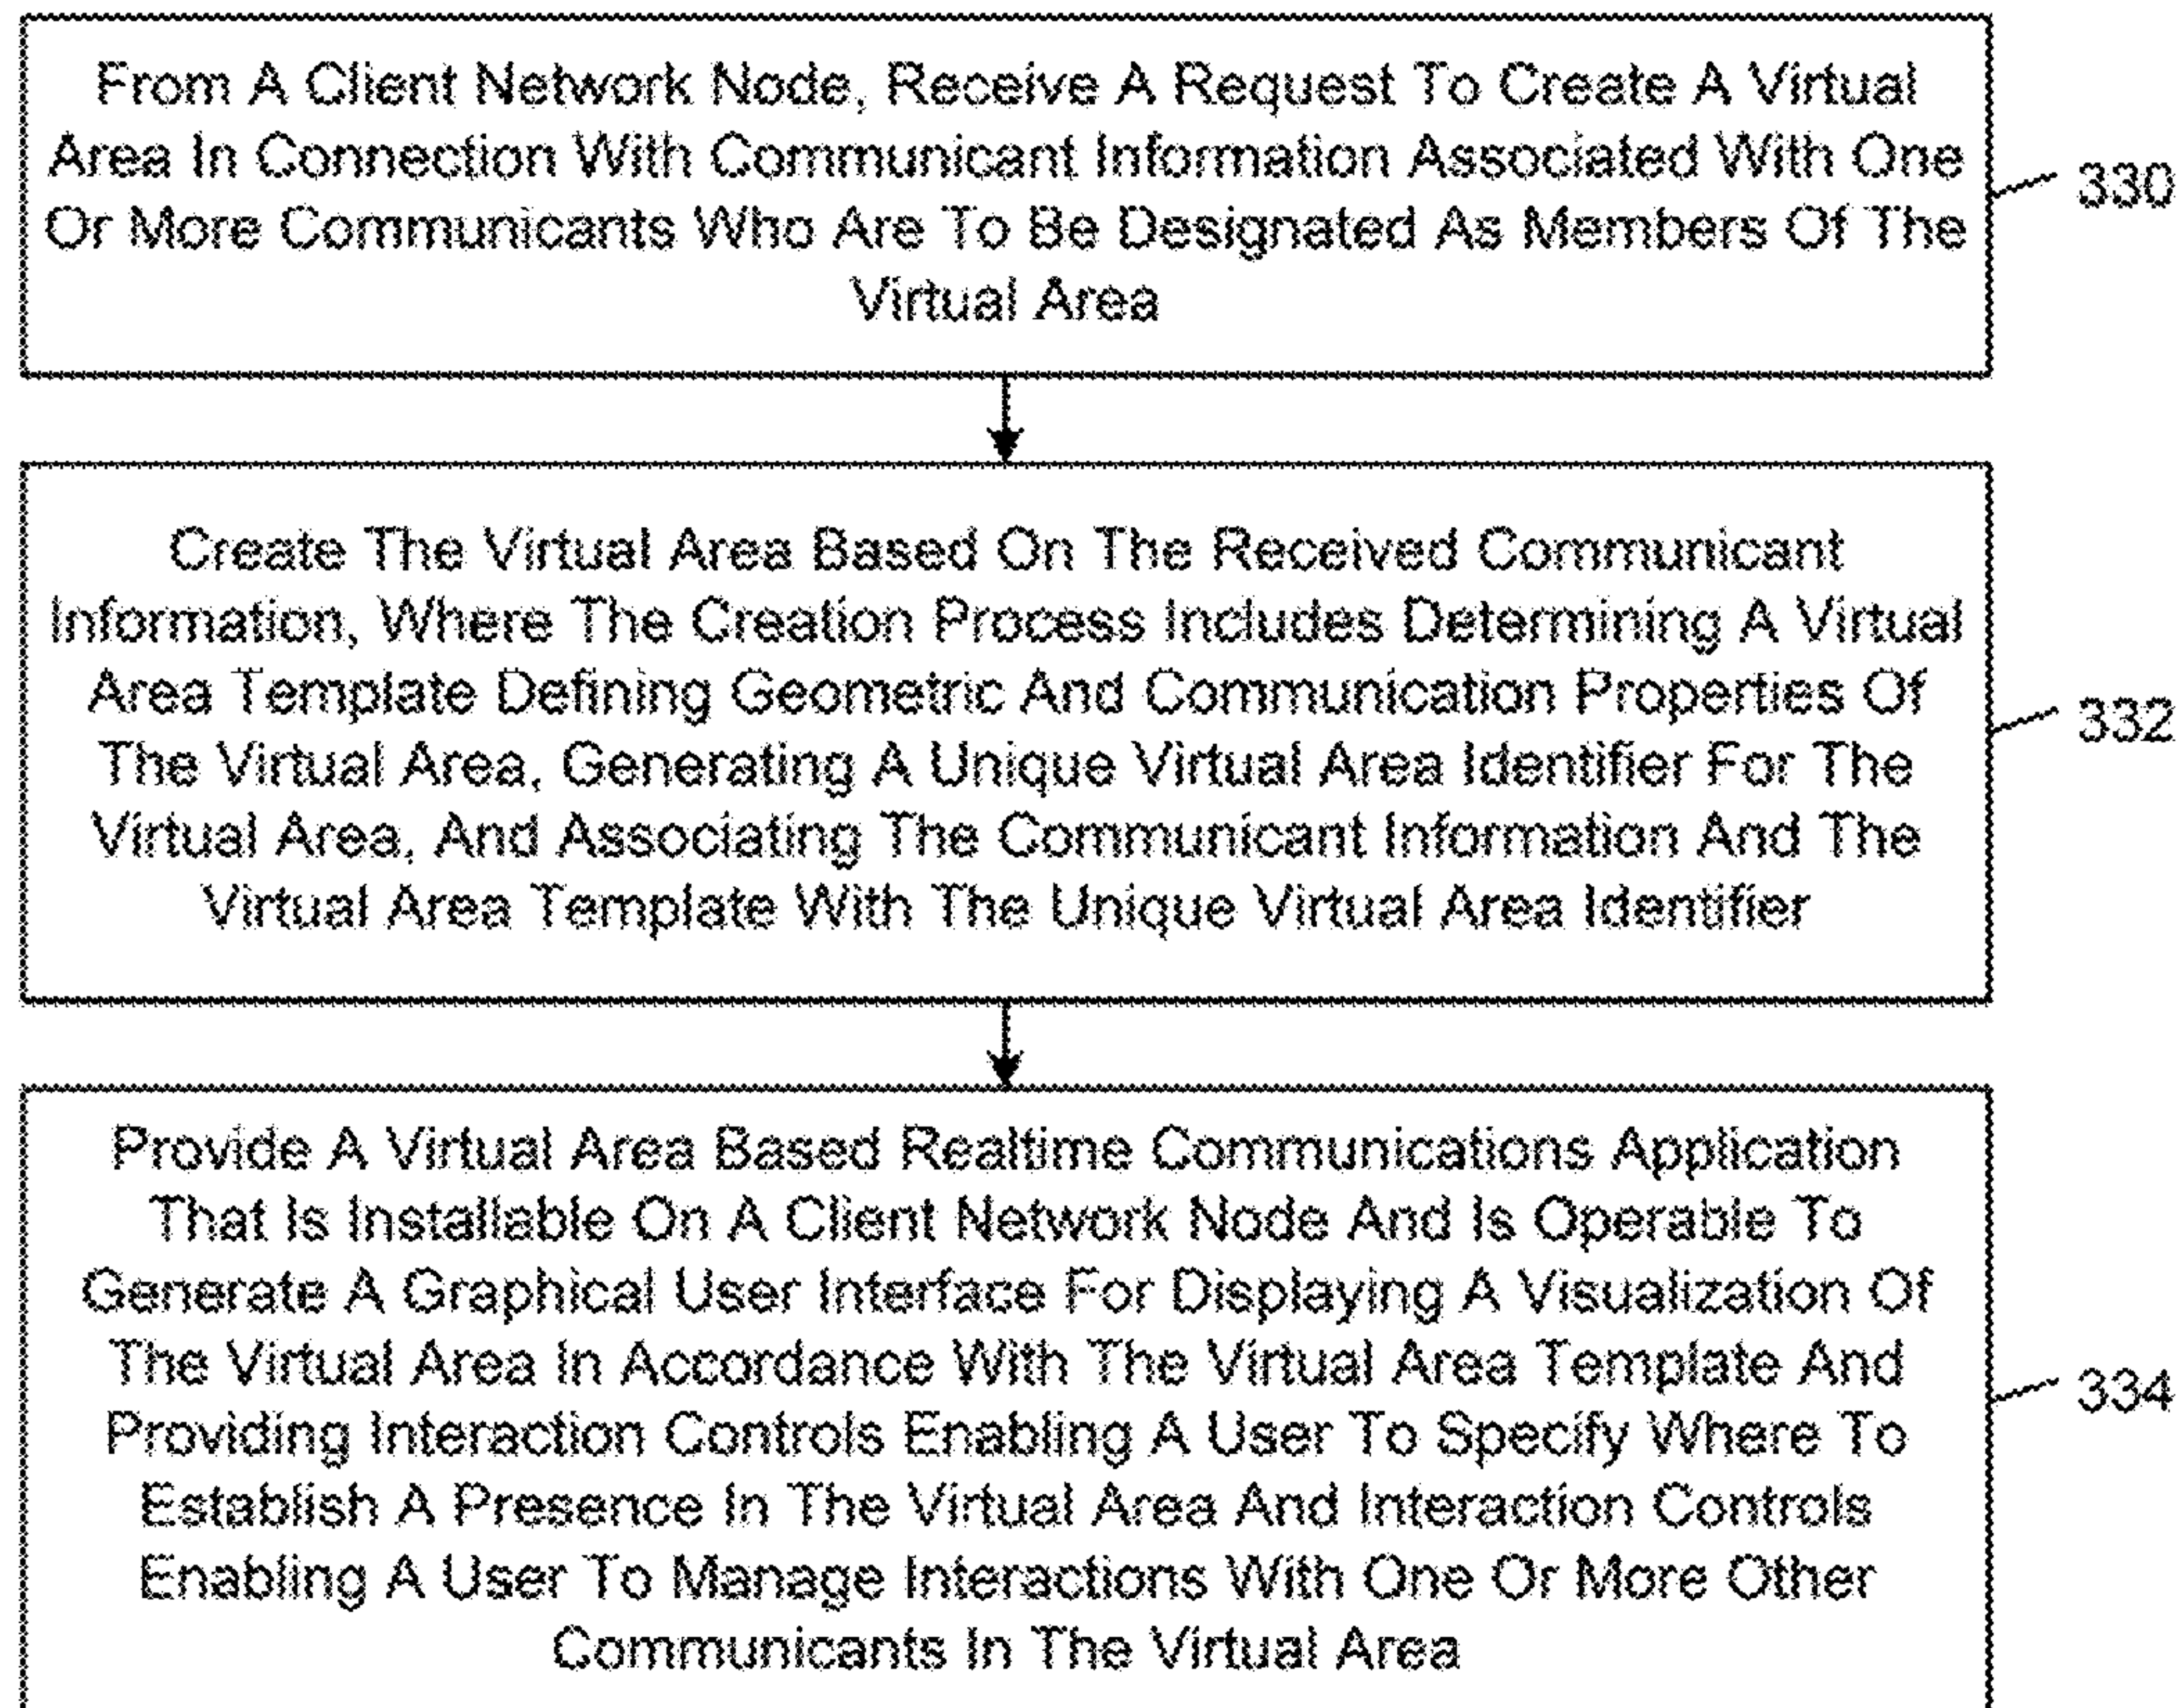 From A Client Network Node, Receive A Request To Create A Virtual
Area In Connection With Communicant Information Associated With One
Or More Communicants Who Are To Be Designated As Members Of The
Virtual Area
330
Create The Virtual Area Based On The Received Communicant
Information, Where The Creation Process Includes Determining A Virtual
Area Template Defining Geometric And Communication Properties Of
The Virtual Area, Generating A Unique Virtual Area Identifier For The
Virtual Area, And Associating The Communicant Information And The
Virtual Area Template With The Unique Virtual Area Identifier
332
Provide A Virtual Area Based Realtime Communications Application
That Is Installable On A Client Network Node And Is Operable To
Generate A Graphical User Interface For Displaying A Visualization Of
The Virtual Area In Accordance With The Virtual Area Template And
Providing Interaction Controls Enabling A User To Specify Where To
Establish A Presence In The Virtual Area And Interaction Controls
Enabling A User To Manage Interactions With One Or More Other
Communicants In The Virtual Area
334